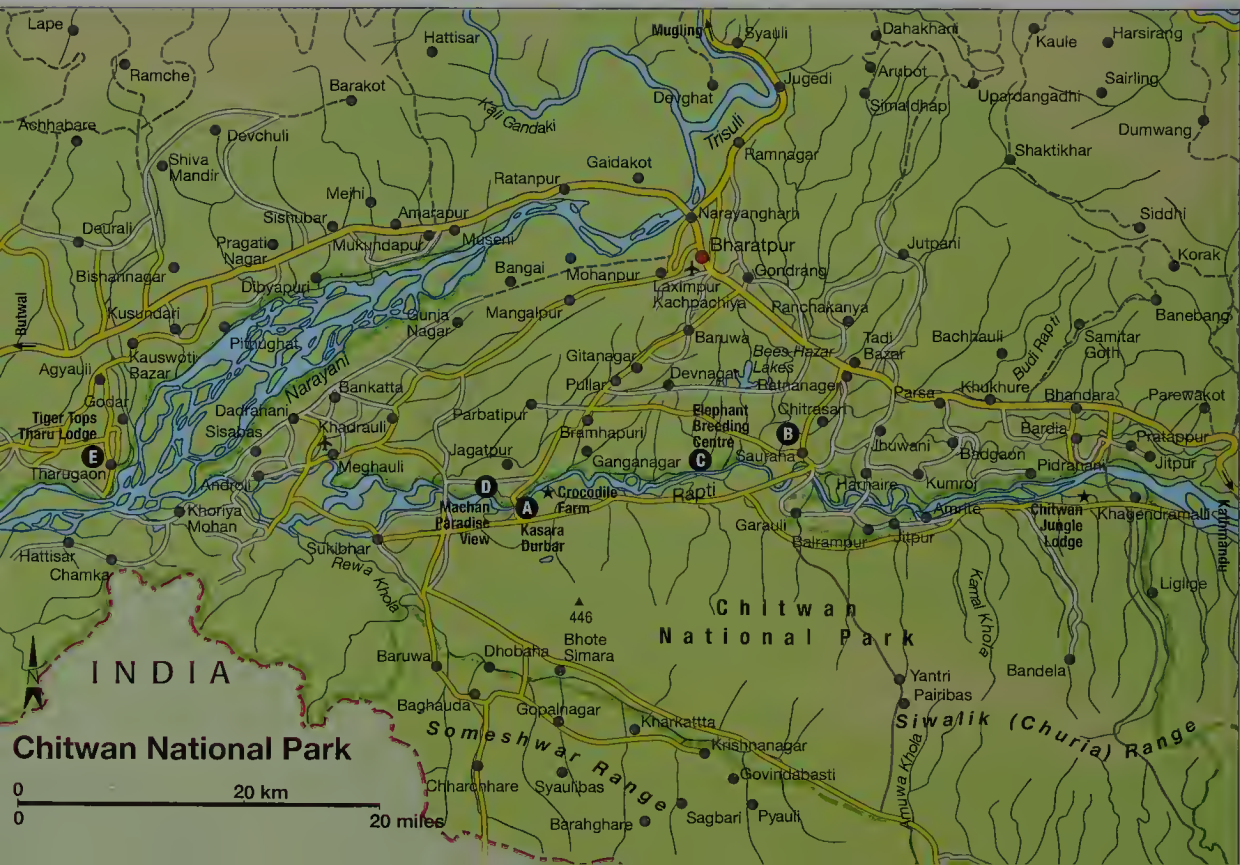 Lape
Hattisar
Mugling
Syauli
Dahakhani
Kaule
Harsirang
Ramche
Barakot
Devghat
Jugedi
Arubot
Simaldhap
Upardangadhi
Sairling
Achhabare
Devchuli
Kali Gandaki
Trisuli
Dumwang
Shiva
Mandir
Gaidakot
Ramnagar
Shaktikhar
Mejhi
Ratanpur
Sishubar
Amarapur
Narayangharh
Siddhi
Deurali
Pragati
Nagar
Mukundapur
Museni
Bharatpur
Jutpani
Korak
Bishannagar
Dibyapuri
Bangai
Mohanpur
Laximpur
Kachpachiya
Gondrang
Butwal
Kusundari
Gunja
Nagar
Mangalpur
Panchakanya
Banebang
Pithughat
Baruwa
Bees Hazar
Lakes
Tadi
Bazar
Bachhauli
Budi Rapti
Samitar
Goth
Kauswoti
Bazar
Agyauli
Narayani
Gitanagar
Pullar
Devnagar
Ratnanager
Godar
Bankatta
Parsa
Khukhure
Bhandara
Parewakot
Tiger Tops
Tharu Lodge
E
Dadrahani
Khadrauli
Parbatipur
Elephant
Breeding
Centre
C
Chitrasari
B
Sisabas
Bramhapuri
Jhuwani
Bardia
Pratappur
Tharugaon
Meghauli
Jagatpur
Ganganagar
Sauraha
Badgaon
Pidrahani
Jitpur
Androli
D
Machan
Paradise
View
A
Kasara
Durbar
Crocodile
Farm
Rapti
Harnaire
Kumroj
Khoriya
Mohan
Garauli
Amrite
Chitwan
Jungle
Lodge
Khagendramalli
Kathmandu
Hattisar
Sukibhar
Bairampur
Jitpur
Chamka
Rewa Khola
Kamal Khola
Ligilge
446
Chitwan
National Park
N
INDIA
Baruwa
Dhobaha
Bhote
Simara
Bandela
Yantri
Pairibas
Baghauda
Gopalnagar
Kharkattta
Siwalik (Churia) Range
Someshwar Range
Krishnanagar
Chitwan National Park
Govindabasti
Amuwa Khola
Chharchhare
Syaulibas
0 20 km
0 20 miles
Barahghare
Sagbari
Pyauli